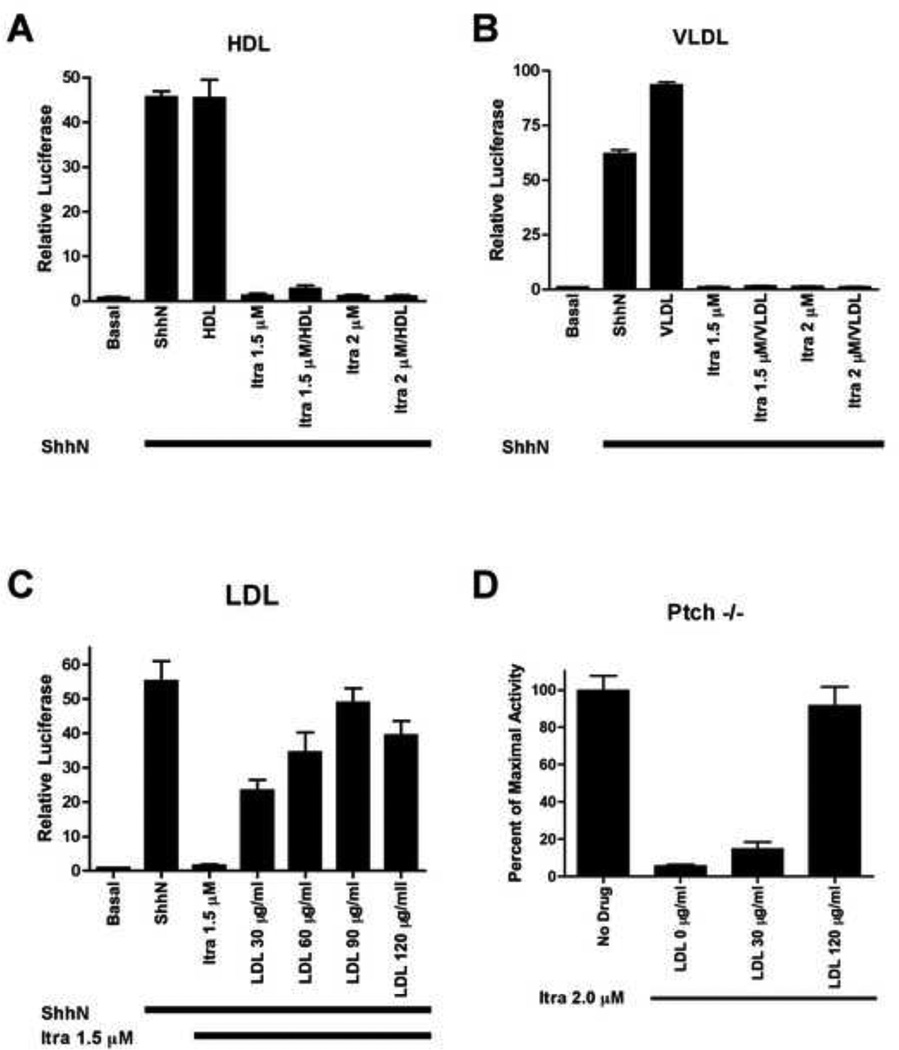 A
HDL
Relative Luciferase
50
40
30
20
10
0
Basal
ShhN
HDL
Itra 1.5 μM
Itra 1.5 μM/HDL
Itra 2 μM
Itra 2 μM/HDL
ShhN
B
VLDL
Relative Luciferase
100
75
50
25
0
Basal
ShhN
VLDL
Itra 1.5 μM
Itra 1.5 μM/VLDL
Itra 2 μM
Itra 2 μM/VLDL
ShhN
C
LDL
Relative Luciferase
60
50
40
30
20
10
0
Basal
ShhN
Itra 1.5 μM
LDL 30 μg/ml
LDL 60 μg/ml
LDL 90 μg/ml
LDL 120 μg/ml
ShhN
Itra 1.5 μM
D
Ptch -/-
Percent of Maximal Activity
100
80
60
40
20
0
No Drug
LDL 0 μg/ml
LDL 30 μg/ml
LDL 120 μg/ml
Itra 2.0 μM